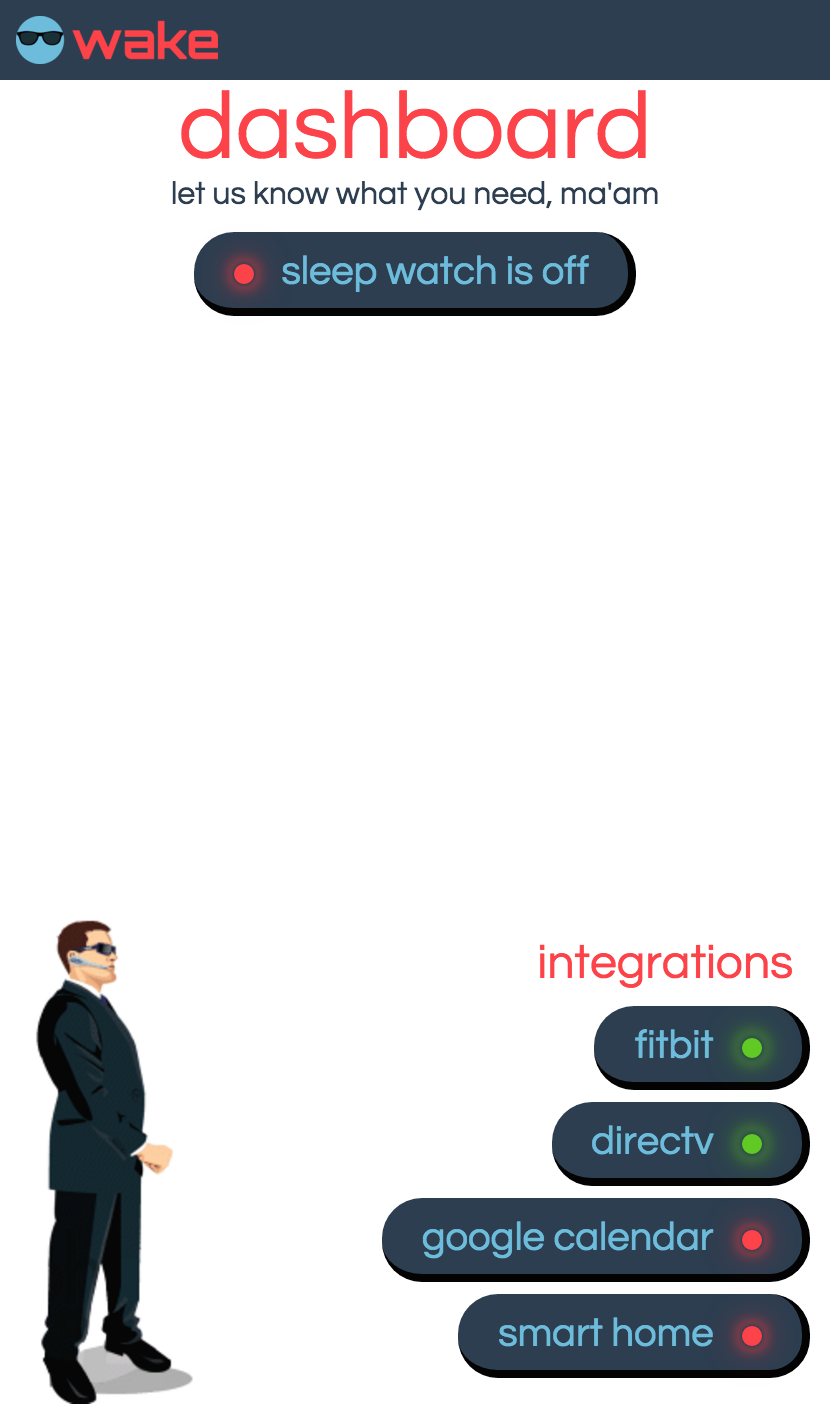 wake
dashboard
let us know what you need, ma'am
sleep watch is off
integrations
fitbit
directv
google calendar
smart home